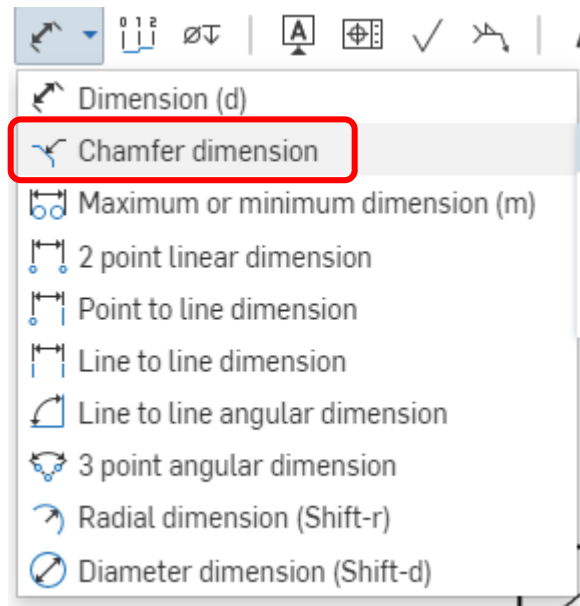 0 1 2
A
Dimension (d)
Chamfer dimension
Maximum or minimum dimension (m)
2 point linear dimension
Point to line dimension
Line to line dimension
Line to line angular dimension
3 point angular dimension
Radial dimension (Shift-r)
Diameter dimension (Shift-d)